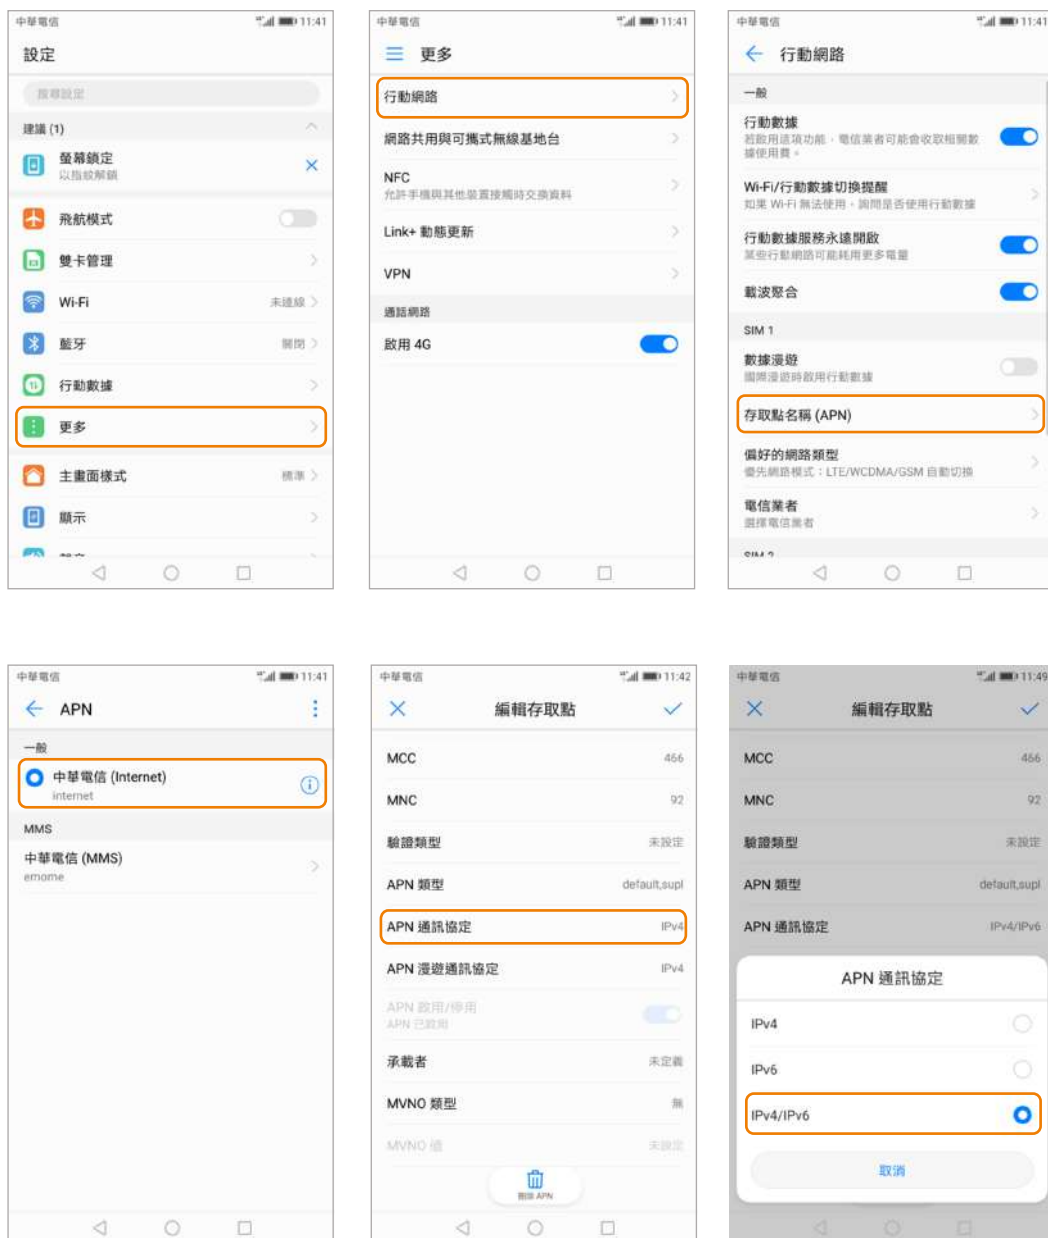 中華電信 11:41
設定
搜尋設定
建議 (1)
螢幕鎖定
以指紋解鎖
飛航模式
雙卡管理
Wi-Fi 未連線
藍牙 關閉
行動數據
更多
主畫面樣式 標準
顯示
中華電信 11:41
更多
行動網路
網路共用與可攜式無線基地台
NFC
允許手機與其他裝置接觸時交換資料
Link+ 動態更新
VPN
通話網路
啟用 4G
中華電信 11:41
行動網路
一般
行動數據
若啟用這項功能，電信業者可能會收取相關數
據使用費。
Wi-Fi/行動數據切換提醒
如果 Wi-Fi 無法使用，詢問是否使用行動數據
行動數據服務永遠開啟
某些行動網路可能耗用更多電量
載波聚合
SIM 1
數據漫遊
國際漫遊時啟用行動數據
存取點名稱 (APN)
偏好的網路類型
優先網路模式：LTE/WCDMA/GSM 自動切換
電信業者
選擇電信業者
SIM 2
中華電信 11:41
APN
一般
中華電信 (Internet)
internet
MMS
中華電信 (MMS)
emome
中華電信 11:42
編輯存取點
MCC 466
MNC 92
驗證類型 未設定
APN 類型 default,supl
APN 通訊協定 IPv4
APN 漫遊通訊協定 IPv4
APN 啟用/停用
APN 已啟用
承載者 未定義
MVNO 類型 無
MVNO 值 未設定
刪除 APN
中華電信 11:49
編輯存取點
MCC 466
MNC 92
驗證類型 未設定
APN 類型 default,supl
APN 通訊協定 IPv4/IPv6
APN 通訊協定
IPv4
IPv6
IPv4/IPv6
取消